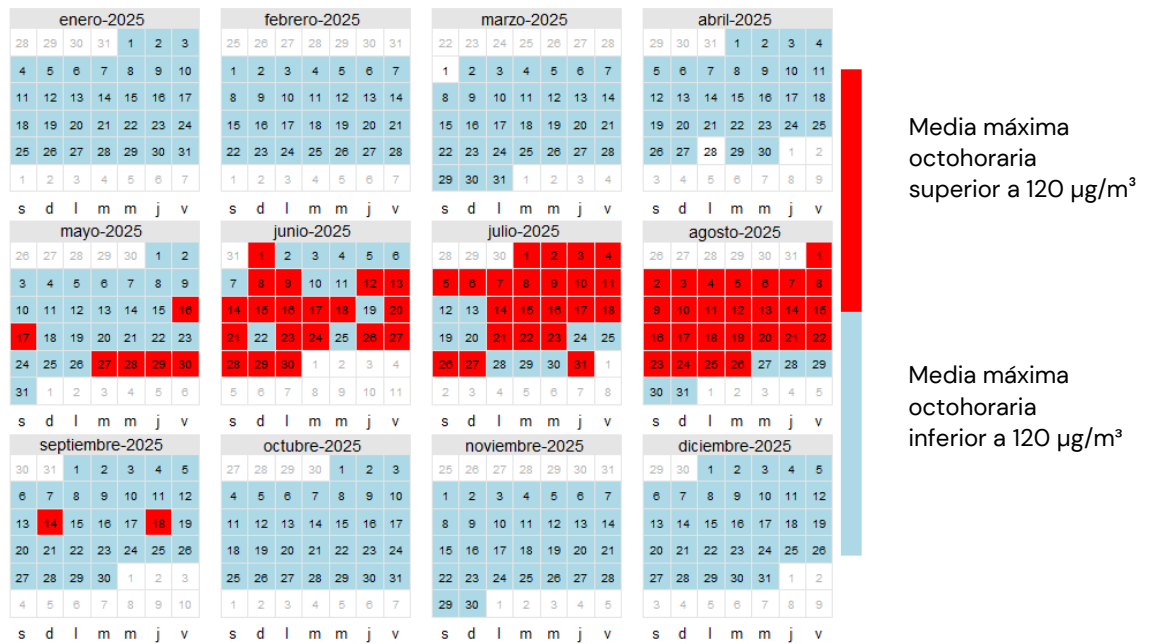 enero-2025
28 29 30 31 1 2 3
4 5 6 7 8 9 10
11 12 13 14 15 16 17
18 19 20 21 22 23 24
25 26 27 28 29 30 31
1 2 3 4 5 6 7
s d l m m j v
febrero-2025
25 26 27 28 29 30 31
1 2 3 4 5 6 7
8 9 10 11 12 13 14
15 16 17 18 19 20 21
22 23 24 25 26 27 28
1 2 3 4 5 6 7
s d l m m j v
marzo-2025
22 23 24 25 26 27 28
1 2 3 4 5 6 7
8 9 10 11 12 13 14
15 16 17 18 19 20 21
22 23 24 25 26 27 28
29 30 31 1 2 3 4
s d l m m j v
abril-2025
29 30 31 1 2 3 4
5 6 7 8 9 10 11
12 13 14 15 16 17 18
19 20 21 22 23 24 25
26 27 28 29 30 1 2
3 4 5 6 7 8 9
s d l m m j v
mayo-2025
26 27 28 29 30 1 2
3 4 5 6 7 8 9
10 11 12 13 14 15 16
17 18 19 20 21 22 23
24 25 26 27 28 29 30
31 1 2 3 4 5 6
s d l m m j v
junio-2025
31 1 2 3 4 5 6
7 8 9 10 11 12 13
14 15 16 17 18 19 20
21 22 23 24 25 26 27
28 29 30 1 2 3 4
5 6 7 8 9 10 11
s d l m m j v
julio-2025
28 29 30 1 2 3 4
5 6 7 8 9 10 11
12 13 14 15 16 17 18
19 20 21 22 23 24 25
26 27 28 29 30 31 1
2 3 4 5 6 7 8
s d l m m j v
agosto-2025
26 27 28 29 30 31 1
2 3 4 5 6 7 8
9 10 11 12 13 14 15
16 17 18 19 20 21 22
23 24 25 26 27 28 29
30 31 1 2 3 4 5
s d l m m j v
septiembre-2025
30 31 1 2 3 4 5
6 7 8 9 10 11 12
13 14 15 16 17 18 19
20 21 22 23 24 25 26
27 28 29 30 1 2 3
4 5 6 7 8 9 10
s d l m m j v
octubre-2025
27 28 29 30 1 2 3
4 5 6 7 8 9 10
11 12 13 14 15 16 17
18 19 20 21 22 23 24
25 26 27 28 29 30 31
1 2 3 4 5 6 7
s d l m m j v
noviembre-2025
25 26 27 28 29 30 31
1 2 3 4 5 6 7
8 9 10 11 12 13 14
15 16 17 18 19 20 21
22 23 24 25 26 27 28
29 30 1 2 3 4 5
s d l m m j v
diciembre-2025
29 30 1 2 3 4 5
6 7 8 9 10 11 12
13 14 15 16 17 18 19
20 21 22 23 24 25 26
27 28 29 30 31 1 2
3 4 5 6 7 8 9
s d l m m j v
Media máxima
octohoraria
superior a 120 µg/m³
Media máxima
octohoraria
inferior a 120 µg/m³